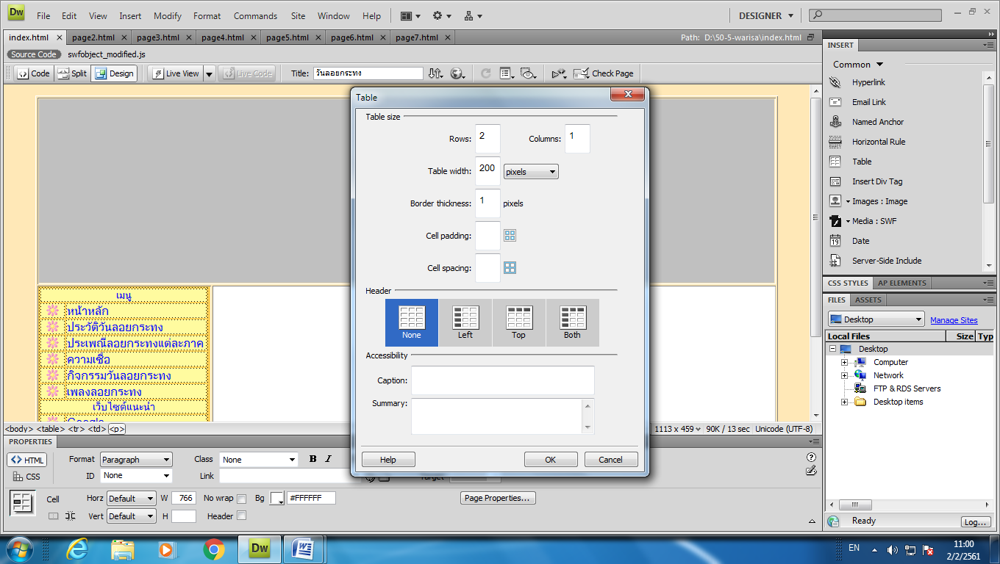 Dw File Edit View Insert Modify Format Commands Site Window Help DESIGNER
index.html page2.html page3.html page4.html page5.html page6.html page7.html Path: D:\50-5-warisa\index.html
Source Code swfobject_modified.js
Code Split Design Live View Live Code Title: วันลอยกระทง Check Page
Table
Table size
Rows: 2 Columns: 1
Table width: 200 pixels
Border thickness: 1 pixels
Cell padding:
Cell spacing:
Header
None Left Top Both
Accessibility
Caption:
Summary:
Help OK Cancel
เมนู
หน้าหลัก
ประวัติวันลอยกระทง
ประเพณีลอยกระทงแต่ละภาค
ความเชื่อ
กิจกรรมวันลอยกระทง
เพลงลอยกระทง
เว็บไซต์แนะนำ
Google
<body> <table> <tr> <td> <p> 1113 x 459 90K / 13 sec Unicode (UTF-8)
PROPERTIES
HTML Format Paragraph Class None B I
CSS ID None Link Target
Cell Horz Default W 766 No wrap Bg #FFFFFF Page Properties...
Vert Default H Header
INSERT
Common
Hyperlink
Email Link
Named Anchor
Horizontal Rule
Table
Insert Div Tag
Images : Image
Media : SWF
Date
Server-Side Include
CSS STYLES AP ELEMENTS
FILES ASSETS
Desktop Manage Sites
Local Files Size Typ
Desktop
Computer
Network
FTP & RDS Servers
Desktop items
Ready Log...
Dw EN 11:00
2/2/2561